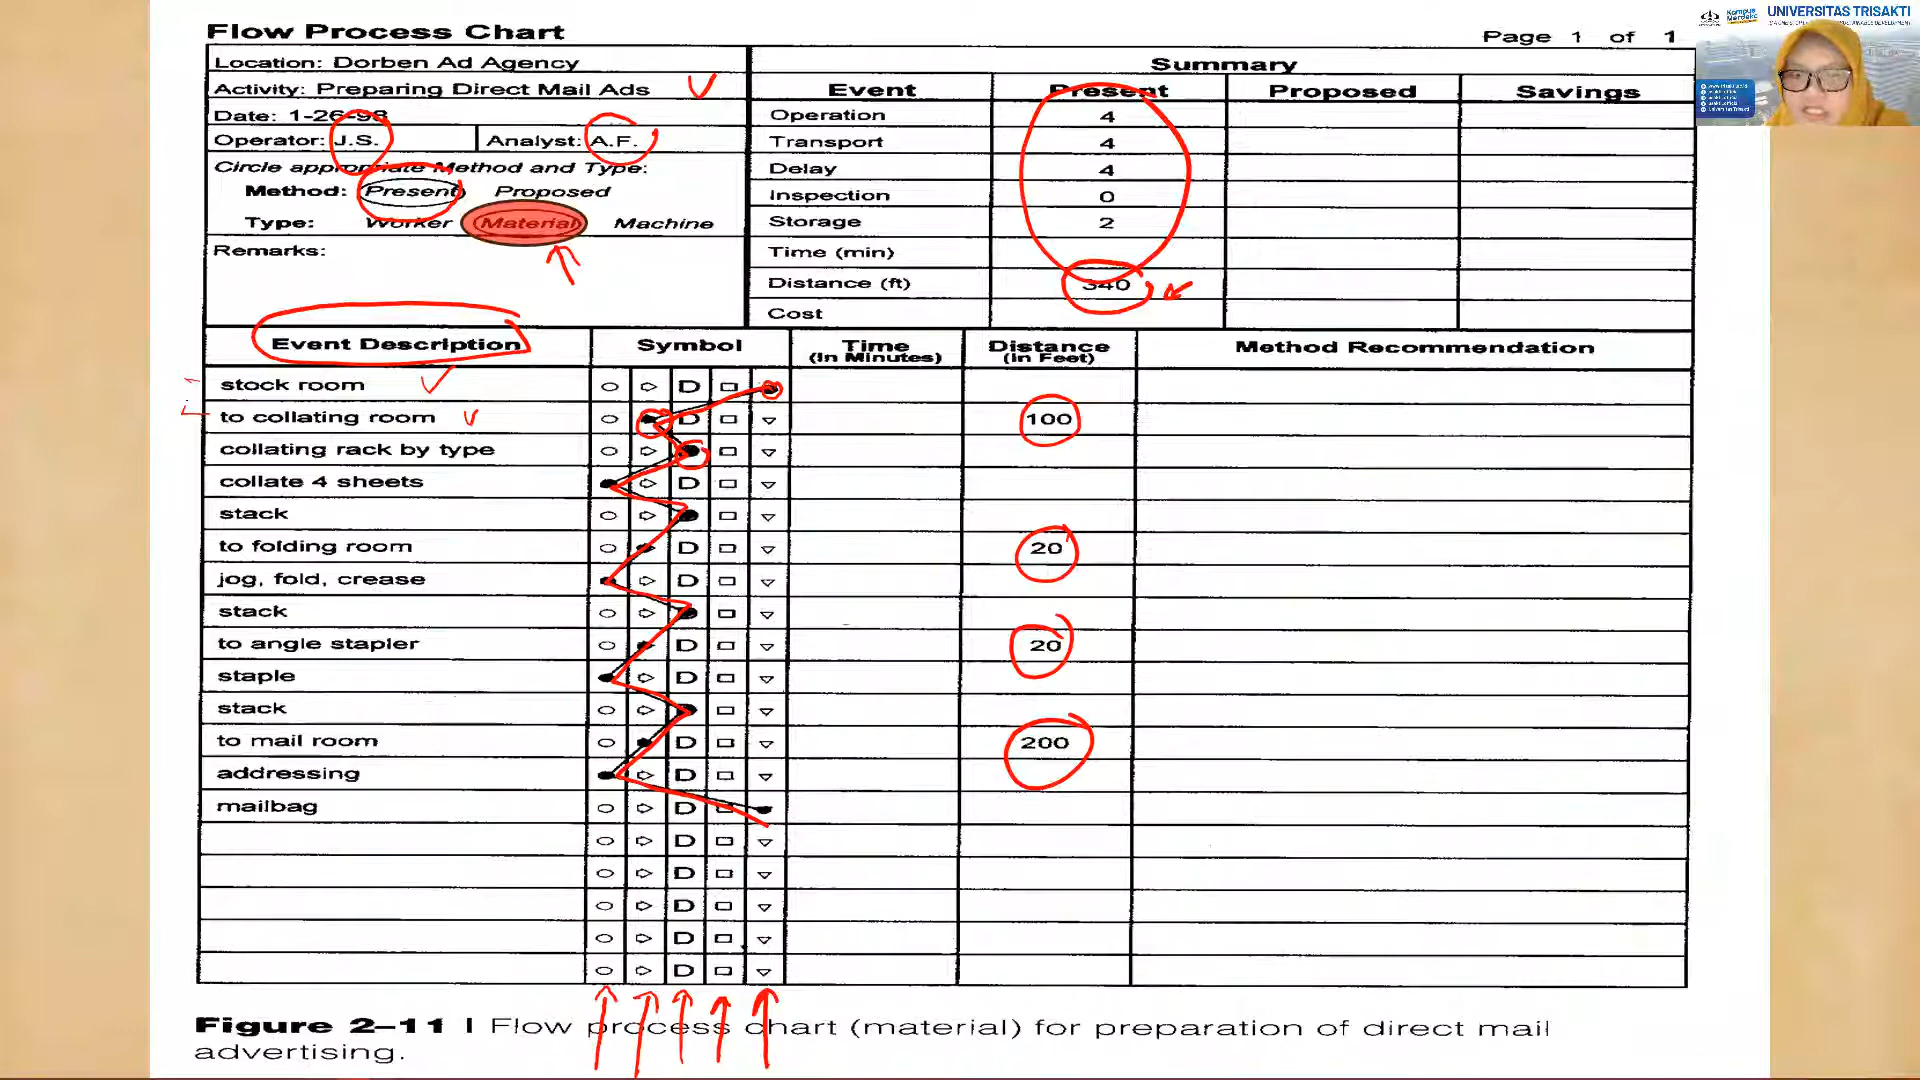 Flow Process Chart
Page 1 of 1
UNIVERSITAS TRISAKTI
Kampus
Merdeka
Location: Dorben Ad Agency
Summary
Activity: Preparing Direct Mail Ads
Event Present Proposed Savings
Date: 1-26-98
Operation 4
Operator: J.S. Analyst: A.F.
Transport 4
Circle appropriate Method and Type:
Delay 4
Method: Present Proposed
Inspection 0
Type: Worker Material Machine
Storage 2
Remarks:
Time (min)
Distance (ft) 340
Cost
Event Description Symbol Time (In Minutes) Distance (In Feet) Method Recommendation
stock room D
to collating room D 100
collating rack by type
collate 4 sheets D
stack
to folding room D 20
jog, fold, crease D
stack
to angle stapler D 20
staple D
stack
to mail room D 200
addressing D
mailbag D
D
D
D
D
D
Figure 2–11 | Flow process chart (material) for preparation of direct mail
advertising.